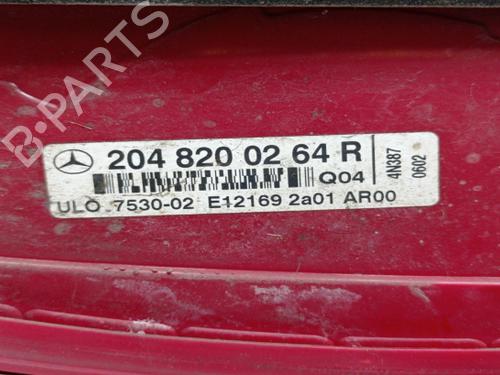 B-PARTS
204 820 02 64 R
Q04
ULO 7530-02 E12169 2a01 AR00
4N387
0602